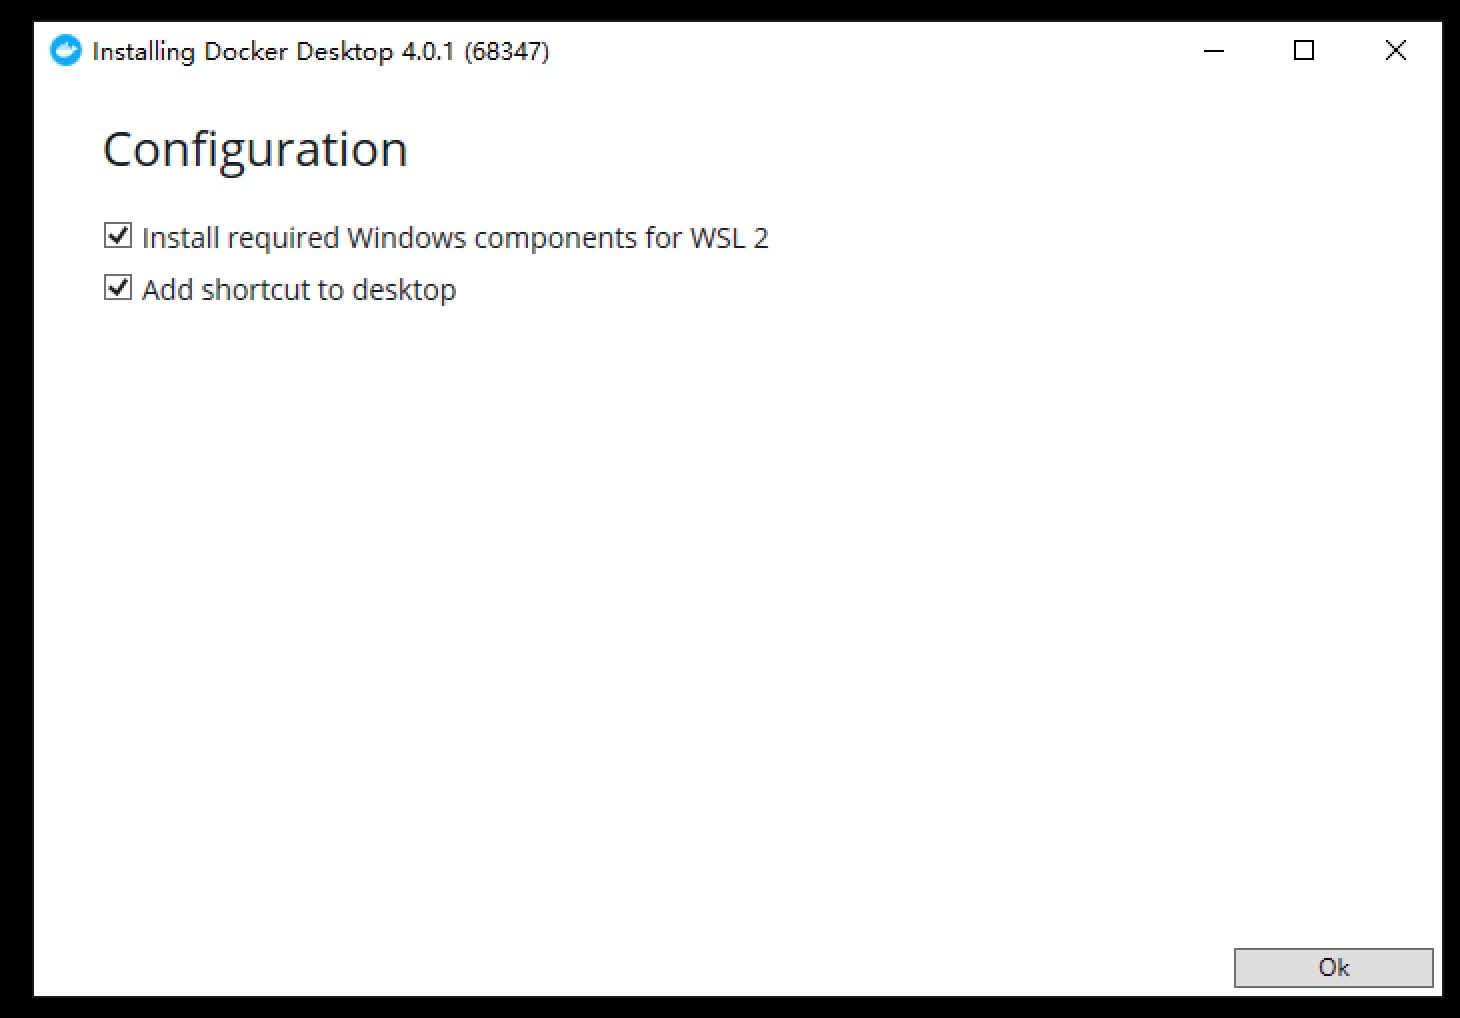 Installing Docker Desktop 4.0.1 (68347)
Configuration
Install required Windows components for WSL 2
Add shortcut to desktop
Ok